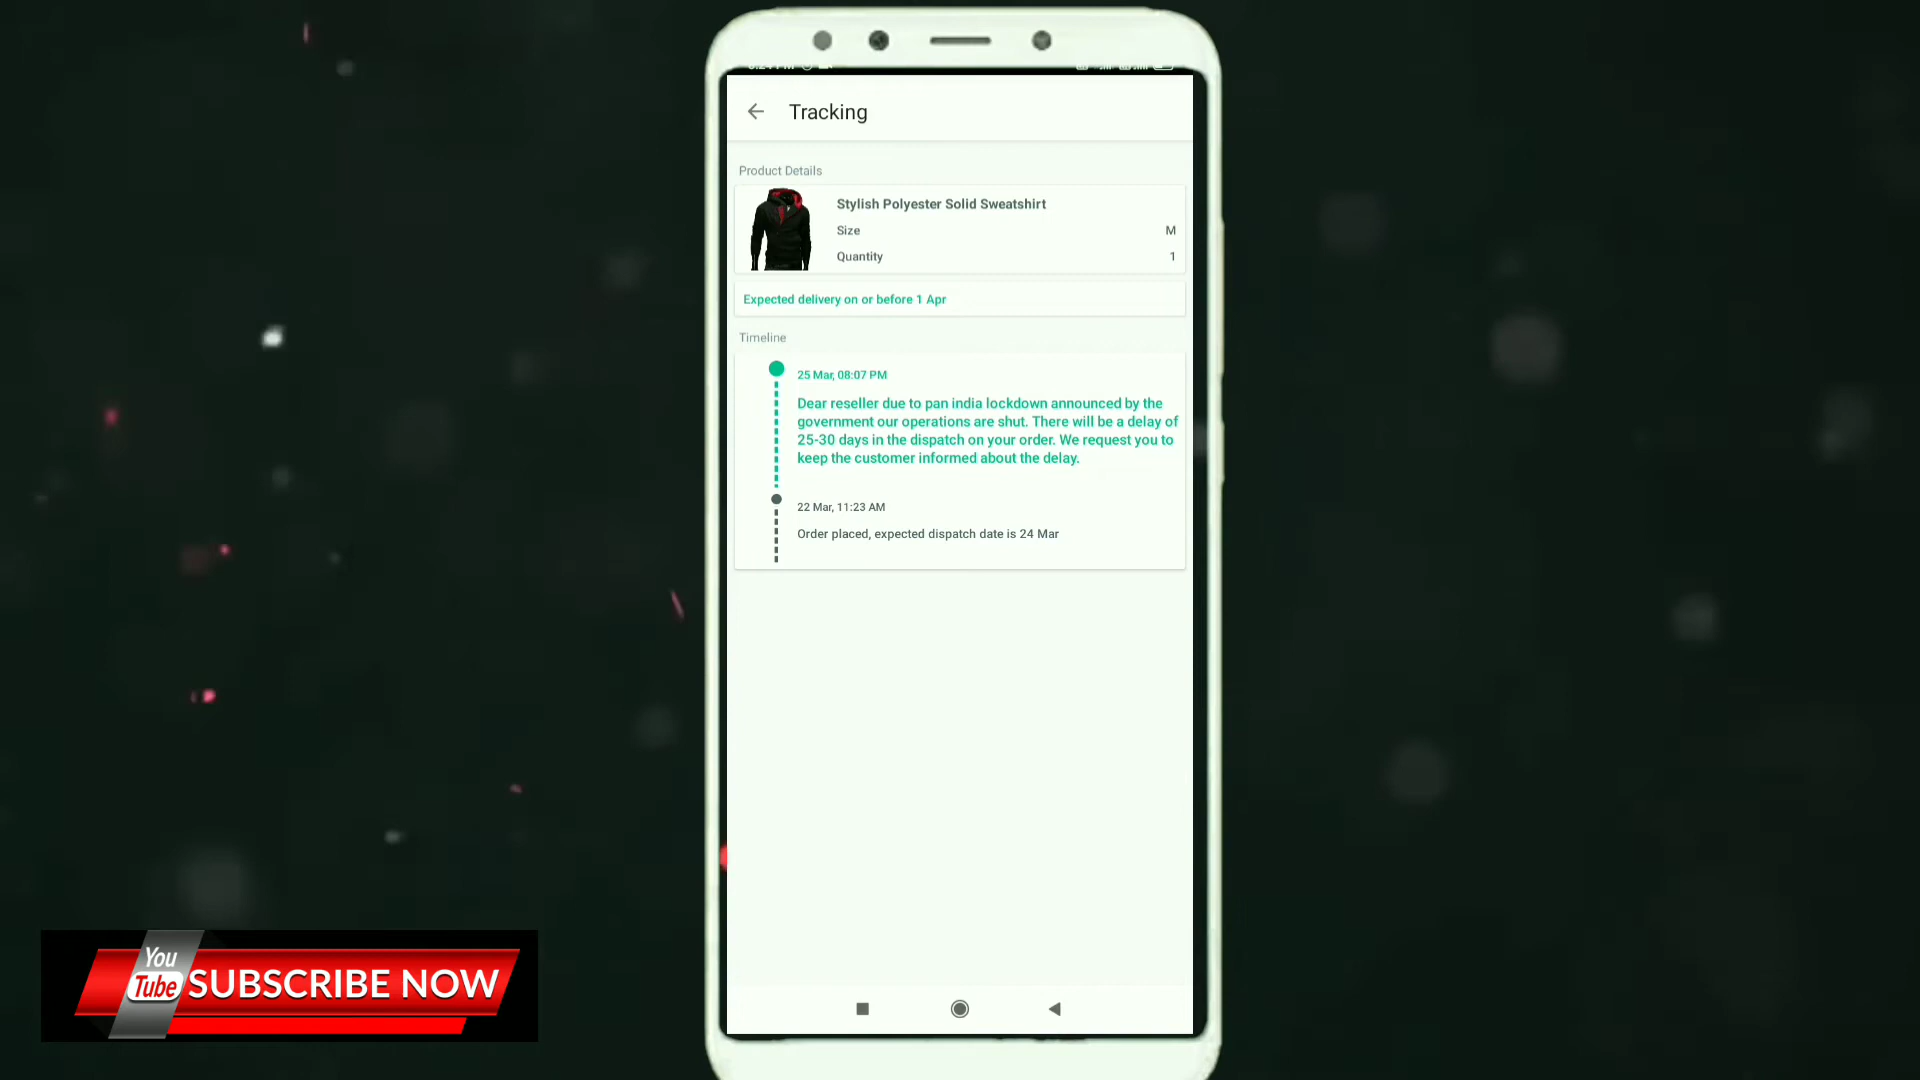 Tracking
Product Details
Stylish Polyester Solid Sweatshirt
Size M
Quantity 1
Expected delivery on or before 1 Apr
Timeline
25 Mar, 08:07 PM
Dear reseller due to pan india lockdown announced by the
government our operations are shut. There will be a delay of
25-30 days in the dispatch on your order. We request you to
keep the customer informed about the delay.
22 Mar, 11:23 AM
Order placed, expected dispatch date is 24 Mar
You
Tube SUBSCRIBE NOW